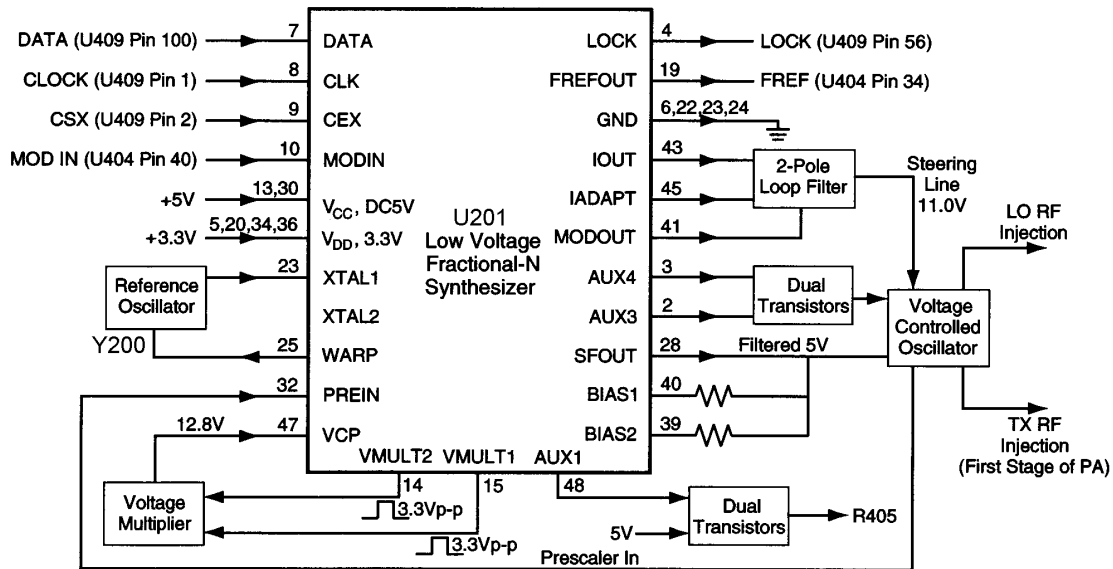 DATA (U409 Pin 100)
7
DATA
CLOCK (U409 Pin 1)
8
CLK
CSX (U409 Pin 2)
9
CEX
MOD IN (U404 Pin 40)
10
MODIN
+5V
13,30
VCC, DC5V
+3.3V
5,20,34,36
VDD, 3.3V
Reference
Oscillator
Y200
23
XTAL1
XTAL2
25
WARP
32
PREIN
12.8V
47
VCP
U201
Low Voltage
Fractional-N
Synthesizer
LOCK
4
LOCK (U409 Pin 56)
FREFOUT
19
FREF (U404 Pin 34)
GND
6,22,23,24
IOUT
43
IADAPT
45
MODOUT
41
2-Pole
Loop Filter
Steering
Line
11.0V
LO RF
Injection
AUX4
3
AUX3
2
Dual
Transistors
Voltage
Controlled
Oscillator
SFOUT
28
Filtered 5V
BIAS1
40
BIAS2
39
TX RF
Injection
(First Stage of PA)
VMULT2
VMULT1
AUX1
14
15
48
Voltage
Multiplier
3.3Vp-p
3.3Vp-p
5V
Dual
Transistors
R405
Prescaler In